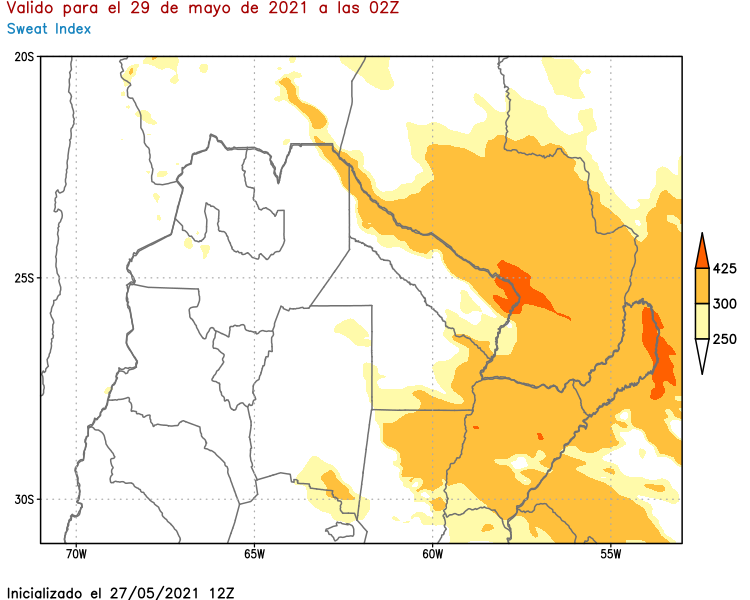 Valido para el 29 de mayo de 2021 a las 02Z
Sweat Index
20S
25S
30S
70W
65W
60W
55W
425
300
250
Inicializado el 27/05/2021 12Z